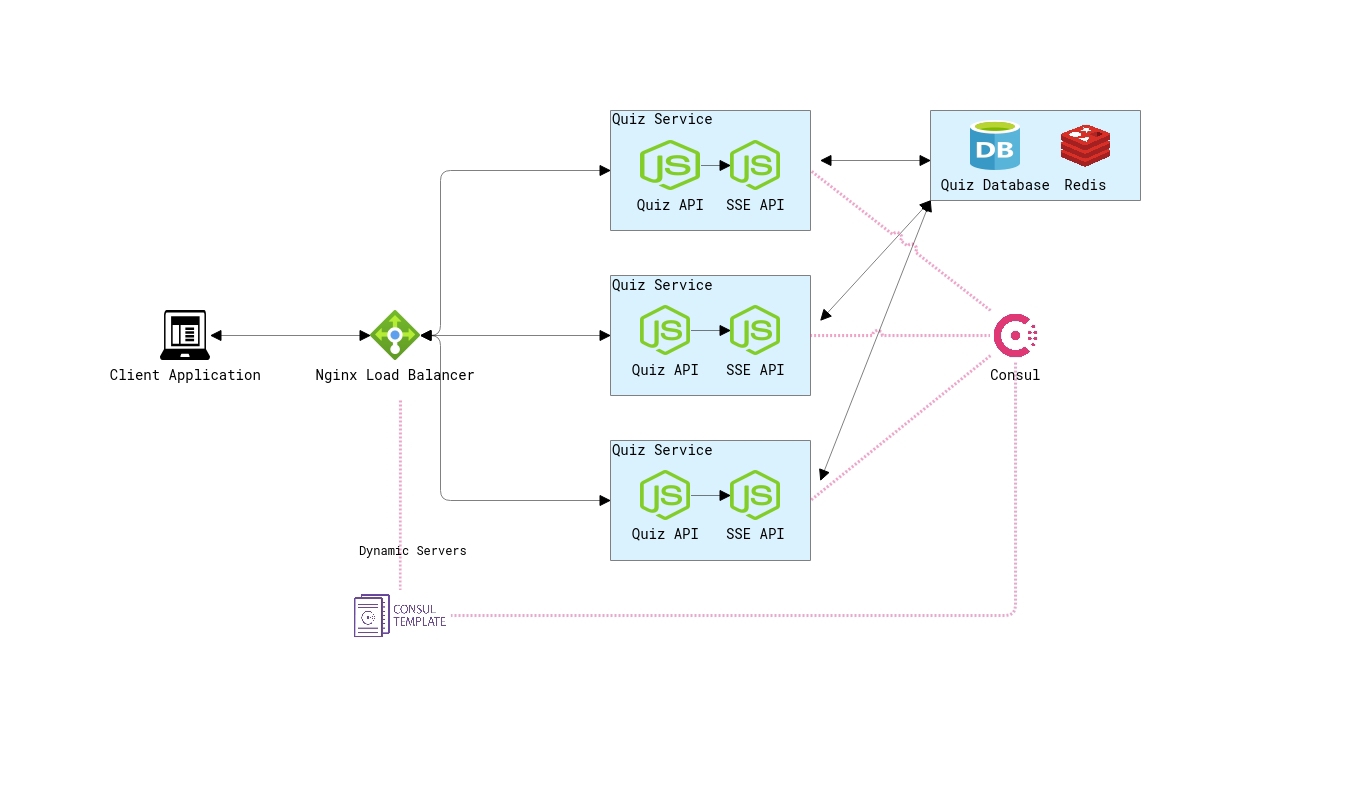 Quiz Service
JS
JS
Quiz API
SSE API
DB
Quiz Database
Redis
Quiz Service
JS
JS
Quiz API
SSE API
Client Application
Nginx Load Balancer
Consul
Quiz Service
JS
JS
Quiz API
SSE API
Dynamic Servers
CONSUL
TEMPLATE